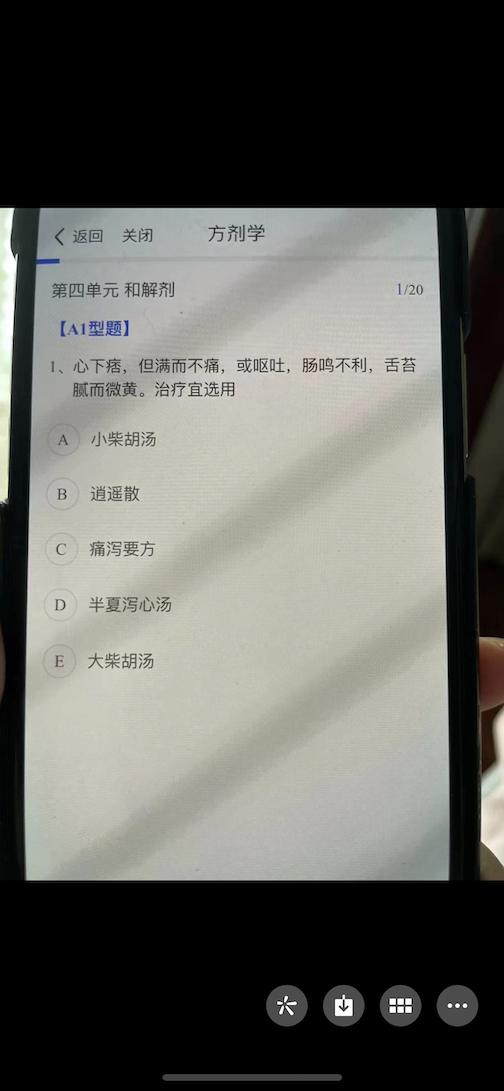 返回 关闭 方剂学
第四单元 和解剂 1/20
【A1型题】
1、心下痞，但满而不痛，或呕吐，肠鸣不利，舌苔
腻而微黄。治疗宜选用
A 小柴胡汤
B 逍遥散
C 痛泻要方
D 半夏泻心汤
E 大柴胡汤